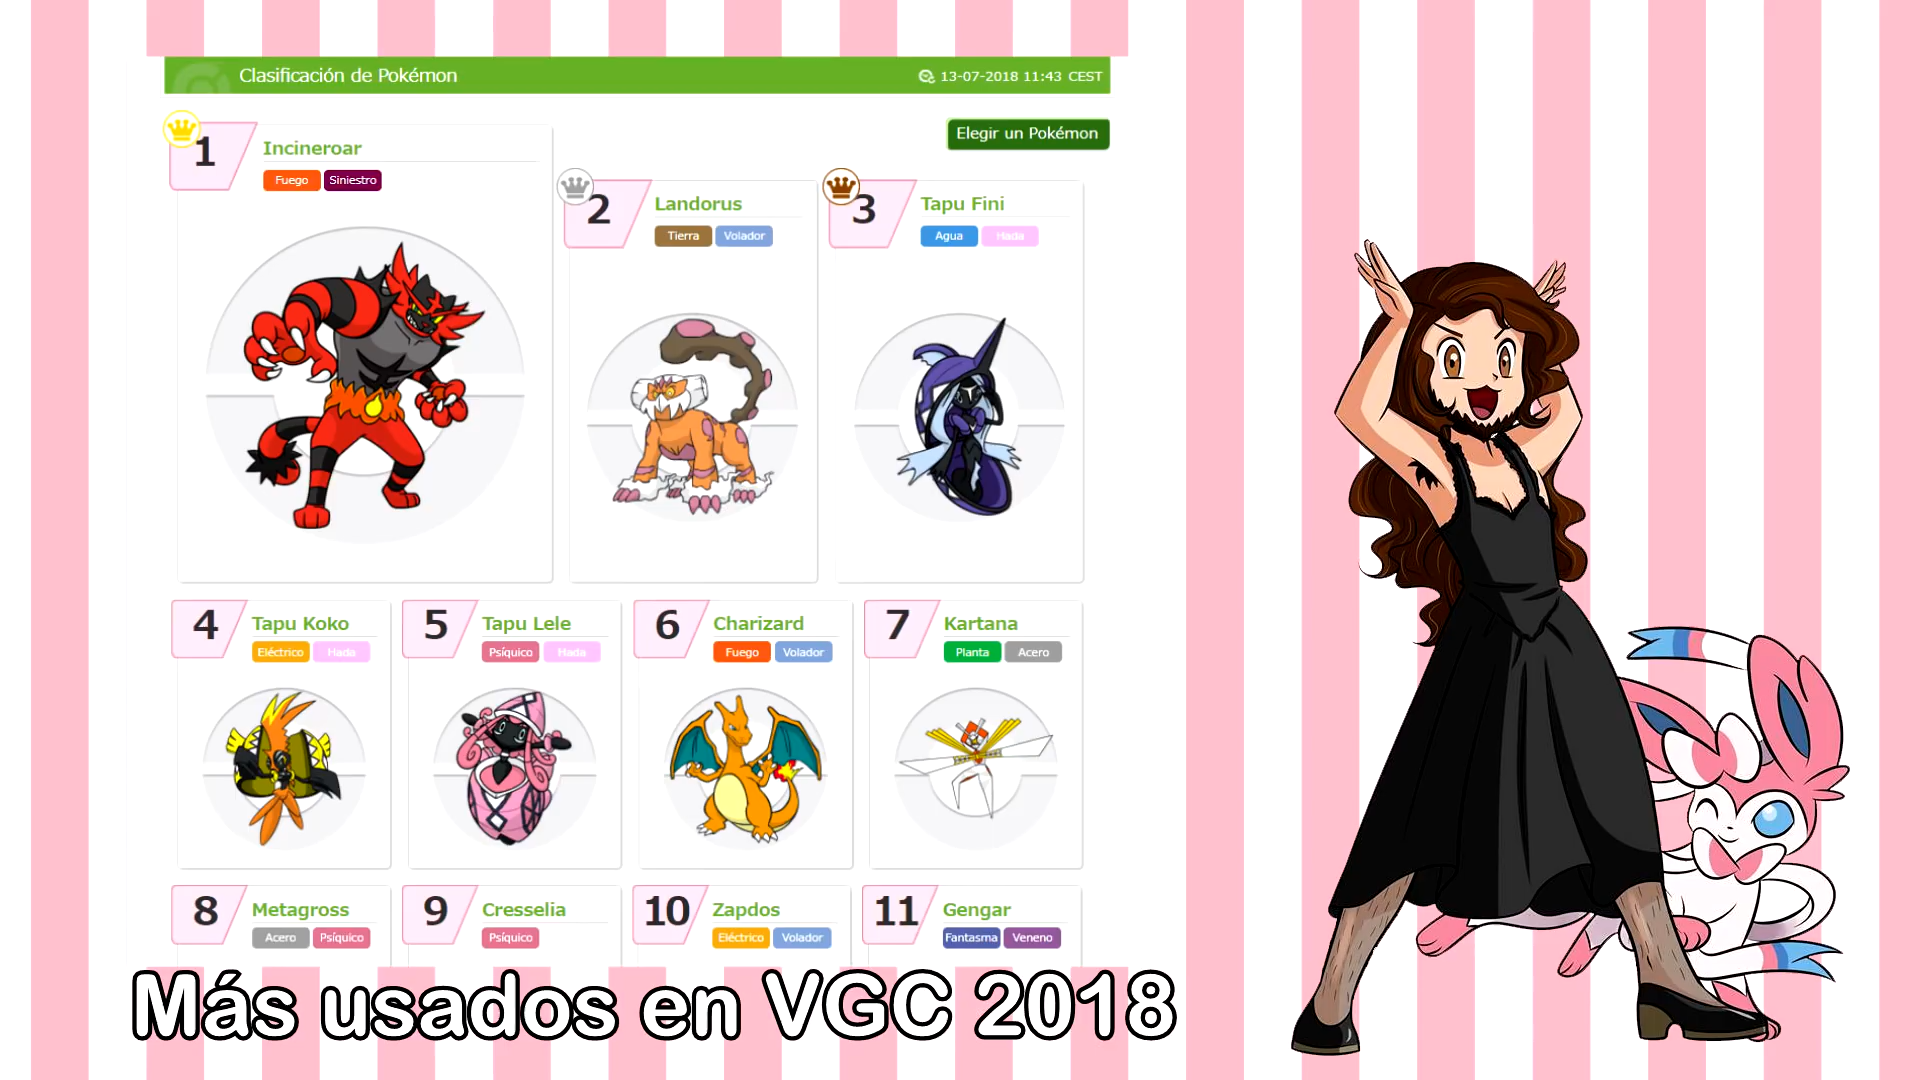 Clasificación de Pokémon
13-07-2018 11:43 CEST
Elegir un Pokémon
1
Incineroar
Fuego Siniestro
2
Landorus
Tierra Volador
3
Tapu Fini
Agua Hada
4
Tapu Koko
Eléctrico Hada
5
Tapu Lele
Psíquico Hada
6
Charizard
Fuego Volador
7
Kartana
Planta Acero
8
Metagross
Acero Psíquico
9
Cresselia
Psíquico
10
Zapdos
Eléctrico Volador
11
Gengar
Fantasma Veneno
Más usados en VGC 2018